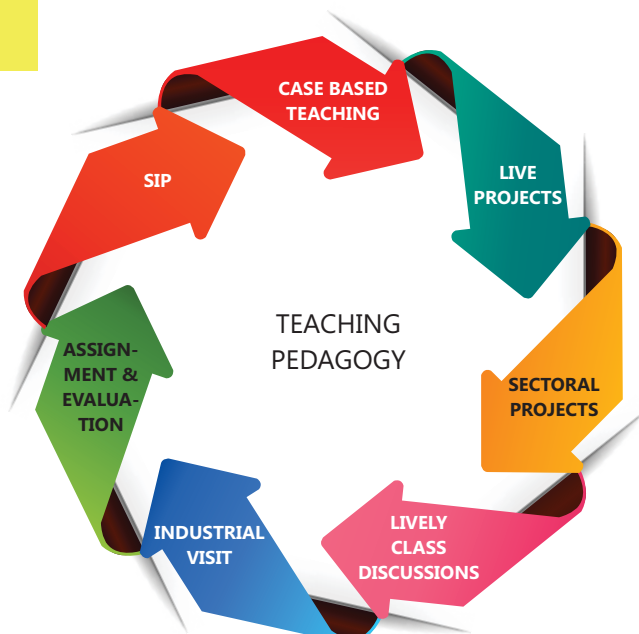 CASE BASED
TEACHING
LIVE
PROJECTS
SECTORAL
PROJECTS
LIVELY
CLASS
DISCUSSIONS
INDUSTRIAL
VISIT
ASSIGN-
MENT &
EVALUA-
TION
SIP
TEACHING
PEDAGOGY